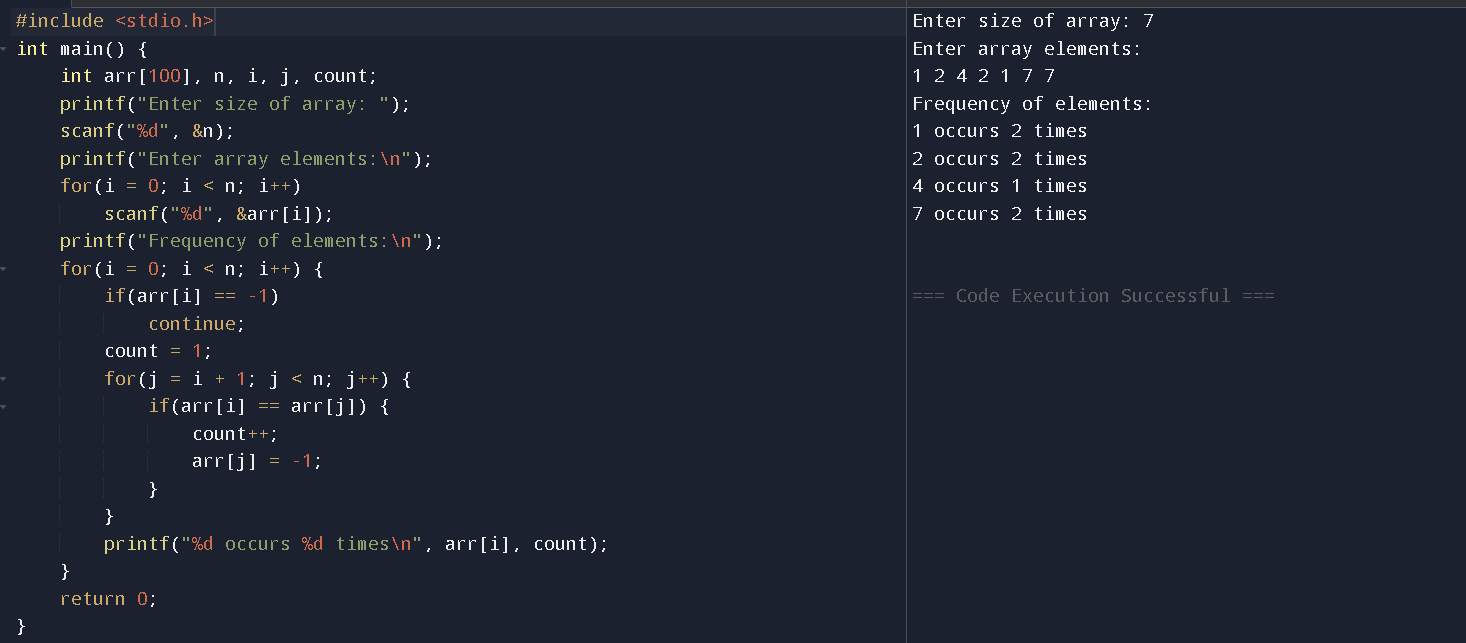 #include <stdio.h>
int main() {
    int arr[100], n, i, j, count;
    printf("Enter size of array: ");
    scanf("%d", &n);
    printf("Enter array elements:\n");
    for(i = 0; i < n; i++)
        scanf("%d", &arr[i]);
    printf("Frequency of elements:\n");
    for(i = 0; i < n; i++) {
        if(arr[i] == -1)
            continue;
        count = 1;
        for(j = i + 1; j < n; j++) {
            if(arr[i] == arr[j]) {
                count++;
                arr[j] = -1;
            }
        }
        printf("%d occurs %d times\n", arr[i], count);
    }
    return 0;
}
Enter size of array: 7
Enter array elements:
1 2 4 2 1 7 7
Frequency of elements:
1 occurs 2 times
2 occurs 2 times
4 occurs 1 times
7 occurs 2 times
=== Code Execution Successful ===